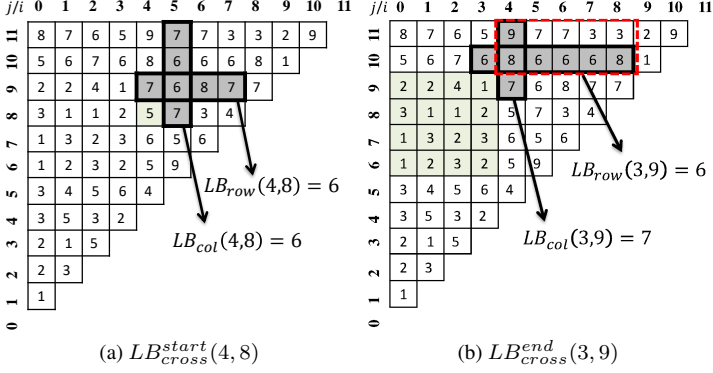 j/i 0 1 2 3 4 5 6 7 8 9 10 11
11 8 7 6 5 9 7 7 3 3 2 9
10 5 6 7 6 8 6 6 6 8 1
9 2 2 4 1 7 6 8 7 7
8 3 1 1 2 5 7 3 4
7 1 3 2 3 6 5 6
6 1 2 3 2 5 9
5 3 4 5 6 4
4 3 5 3 2
3 2 1 5
2 2 3
1 1
0
LBrow(4,8) = 6
LBcol(4,8) = 6
(a) LB^start_cross(4, 8)
j/i 0 1 2 3 4 5 6 7 8 9 10 11
11 8 7 6 5 9 7 7 3 3 2 9
10 5 6 7 6 8 6 6 6 8 1
9 2 2 4 1 7 6 8 7 7
8 3 1 1 2 5 7 3 4
7 1 3 2 3 6 5 6
6 1 2 3 2 5 9
5 3 4 5 6 4
4 3 5 3 2
3 2 1 5
2 2 3
1 1
0
LBrow(3,9) = 6
LBcol(3,9) = 7
(b) LB^end_cross(3, 9)